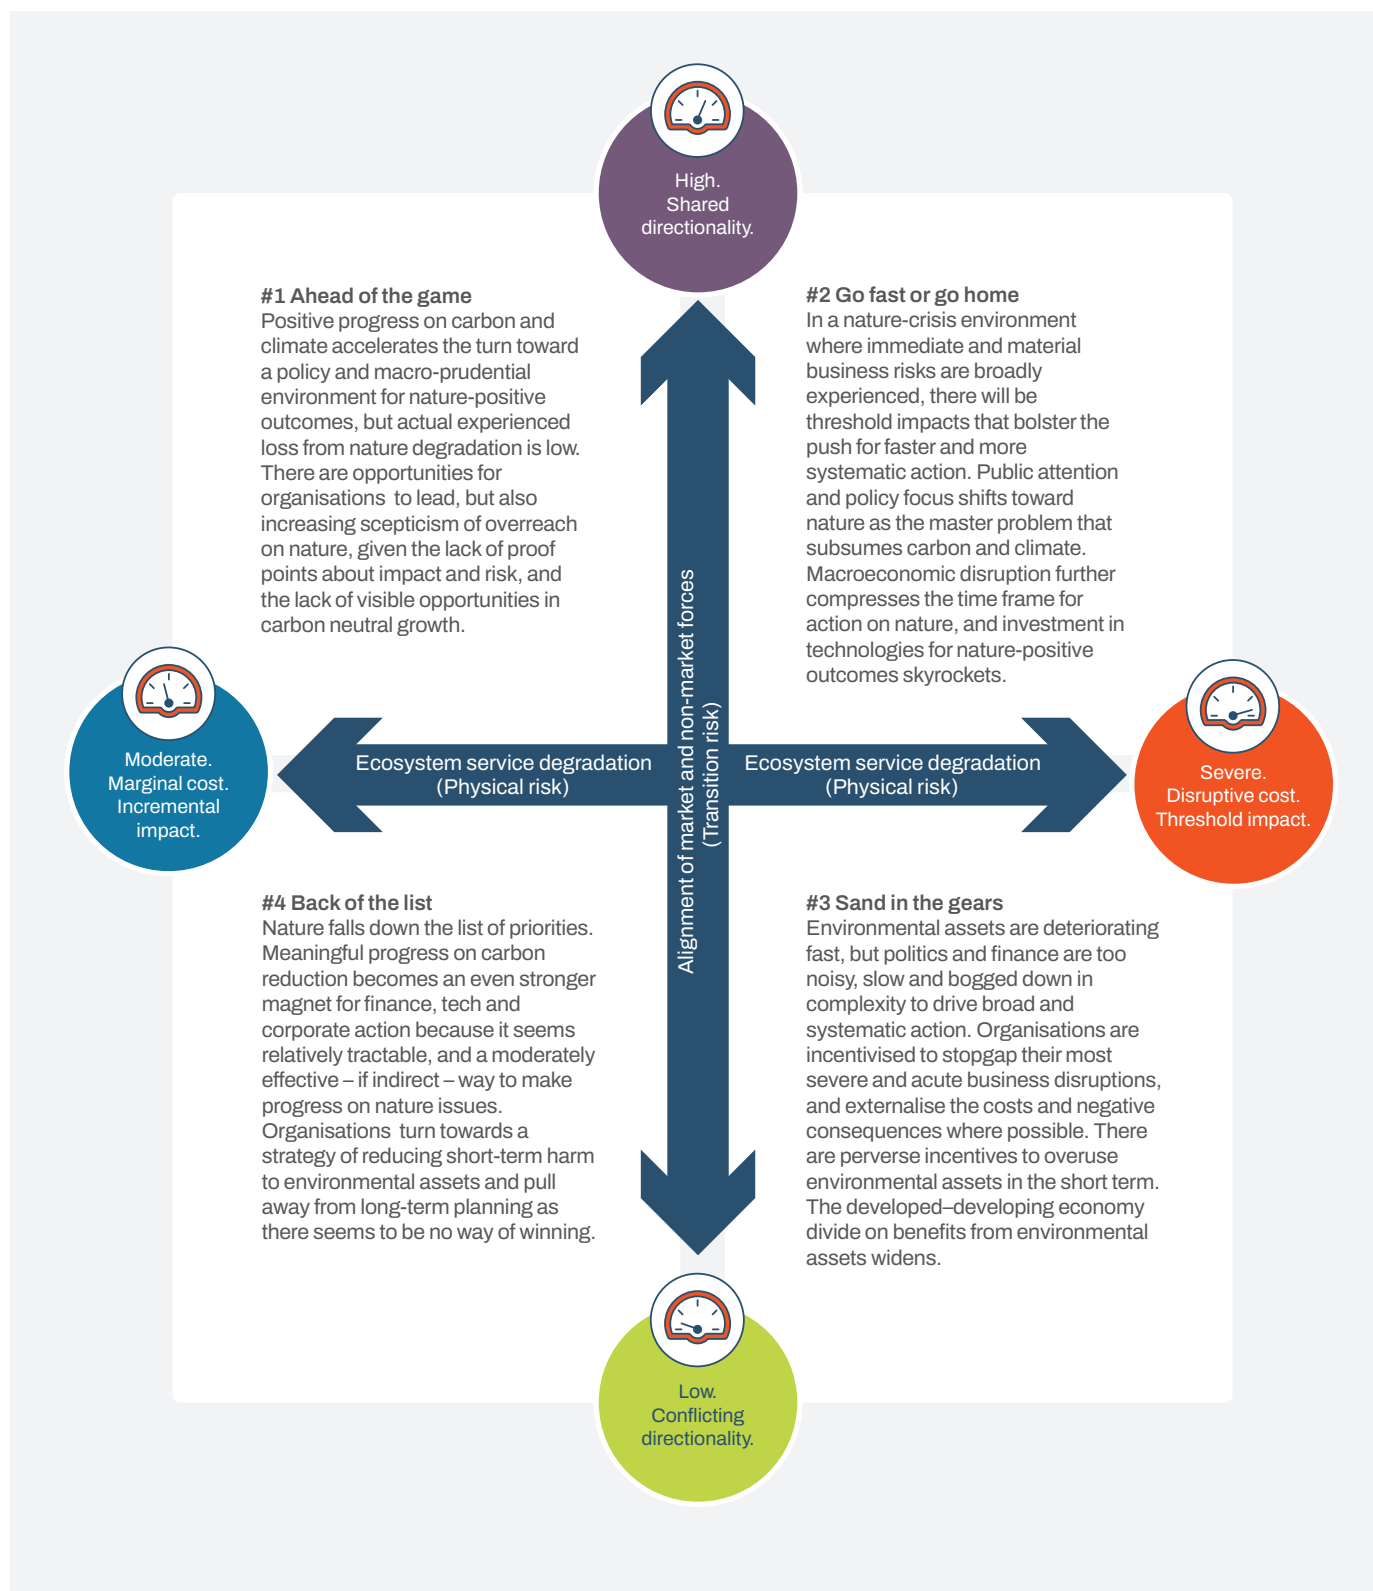 High.
Shared
directionality.
#1 Ahead of the game
Positive progress on carbon and
climate accelerates the turn toward
a policy and macro-prudential
environment for nature-positive
outcomes, but actual experienced
loss from nature degradation is low.
There are opportunities for
organisations  to lead, but also
increasing scepticism of overreach
on nature, given the lack of proof
points about impact and risk, and
the lack of visible opportunities in
carbon neutral growth.
#2 Go fast or go home
In a nature-crisis environment
where immediate and material
business risks are broadly
experienced, there will be
threshold impacts that bolster the
push for faster and more
systematic action. Public attention
and policy focus shifts toward
nature as the master problem that
subsumes carbon and climate.
Macroeconomic disruption further
compresses the time frame for
action on nature, and investment in
technologies for nature-positive
outcomes skyrockets.
Moderate.
Marginal cost.
Incremental
impact.
Ecosystem service degradation
(Physical risk)
Alignment of market and non-market forces
(Transition risk)
Ecosystem service degradation
(Physical risk)
Severe.
Disruptive cost.
Threshold impact.
#4 Back of the list
Nature falls down the list of priorities.
Meaningful progress on carbon
reduction becomes an even stronger
magnet for finance, tech and
corporate action because it seems
relatively tractable, and a moderately
effective – if indirect – way to make
progress on nature issues.
Organisations  turn towards a
strategy of reducing short-term harm
to environmental assets and pull
away from long-term planning as
there seems to be no way of winning.
#3 Sand in the gears
Environmental assets are deteriorating
fast, but politics and finance are too
noisy, slow and bogged down in
complexity to drive broad and
systematic action. Organisations are
incentivised to stopgap their most
severe and acute business disruptions,
and externalise the costs and negative
consequences where possible. There
are perverse incentives to overuse
environmental assets in the short term.
The developed–developing economy
divide on benefits from environmental
assets widens.
Low.
Conflicting
directionality.